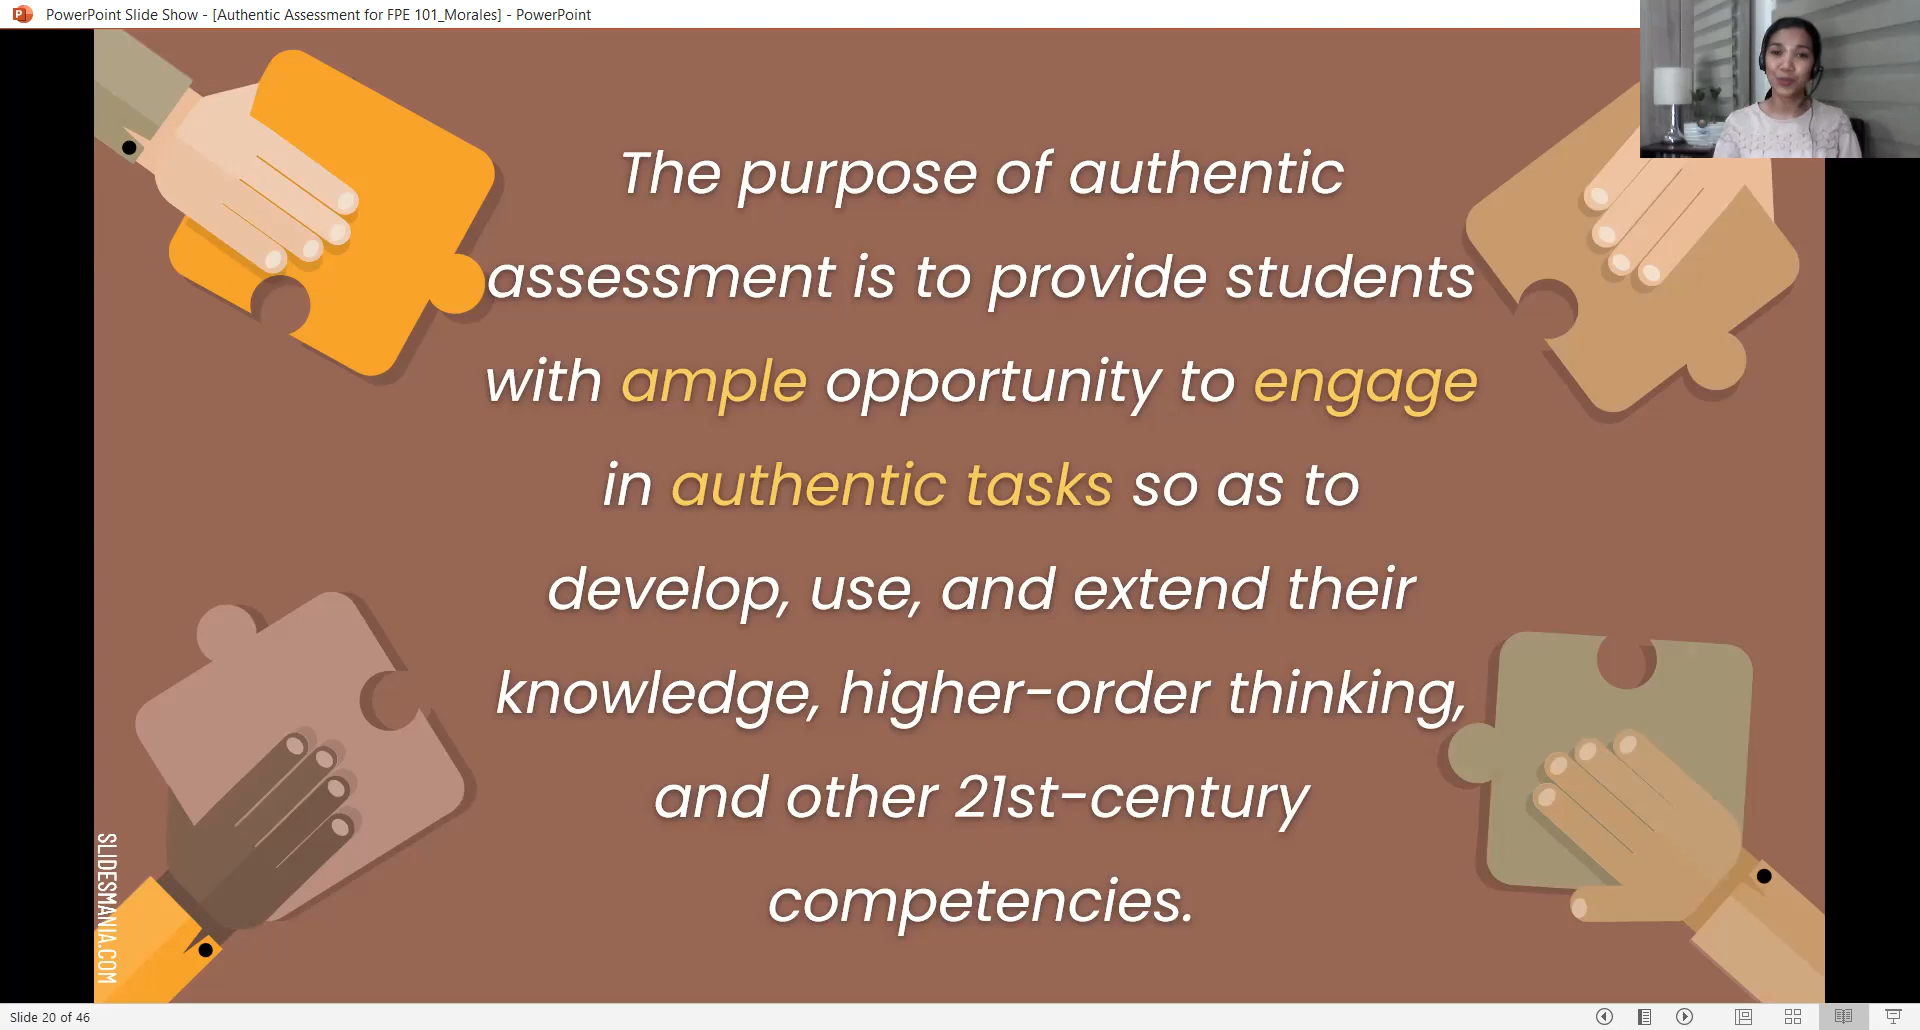 PowerPoint Slide Show - [Authentic Assessment for FPE 101_Morales] - PowerPoint
The purpose of authentic
assessment is to provide students
with ample opportunity to engage
in authentic tasks so as to
develop, use, and extend their
knowledge, higher-order thinking,
and other 21st-century
competencies.
SLIDESMANIA.COM
Slide 20 of 46